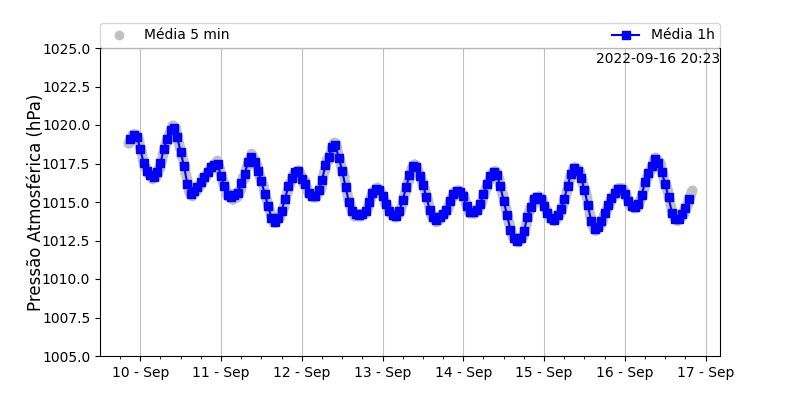 Média 5 min
Média 1h
2022-09-16 20:23
Pressão Atmosférica (hPa)
1025.0
1022.5
1020.0
1017.5
1015.0
1012.5
1010.0
1007.5
1005.0
10 - Sep
11 - Sep
12 - Sep
13 - Sep
14 - Sep
15 - Sep
16 - Sep
17 - Sep